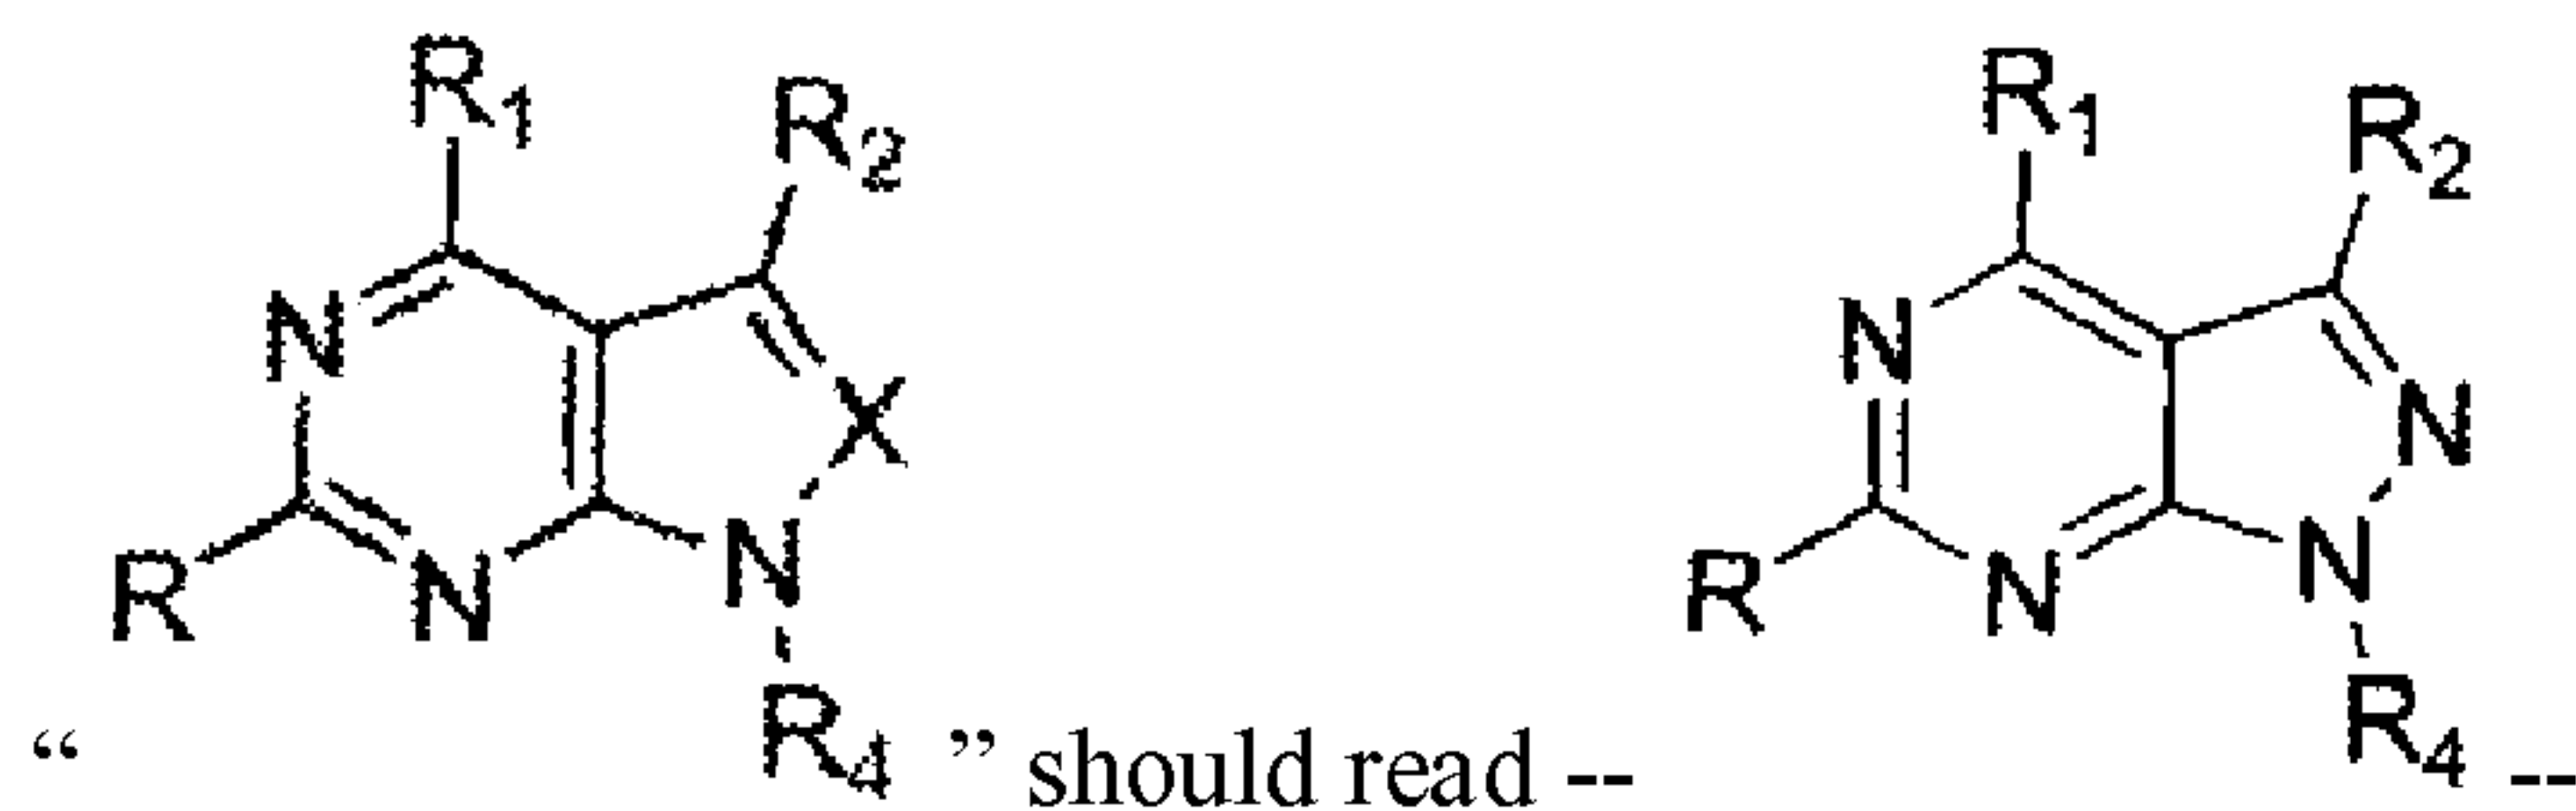 R1 R2 R1 R2
N X N N
R N N R N N
R4 R4
“ ” should read -- --